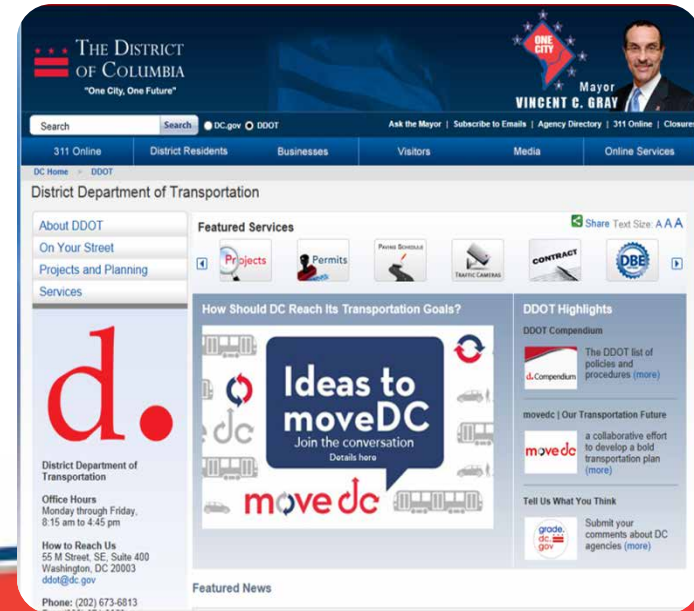 THE DISTRICT
OF COLUMBIA
"One City, One Future"
ONE
CITY
Mayor
VINCENT C. GRAY
Search Search DC.gov DDOT Ask the Mayor | Subscribe to Emails | Agency Directory | 311 Online | Closures
311 Online District Residents Businesses Visitors Media Online Services
DC Home DDOT
District Department of Transportation
About DDOT
On Your Street
Projects and Planning
Services
Featured Services
Share Text Size: A A A
Projects
Permits
PAVING SCHEDULE
TRAFFIC CAMERAS
CONTRACT
DBE
How Should DC Reach Its Transportation Goals?
Ideas to
moveDC
Join the conversation
Details here
dc
move dc
DDOT Highlights
DDOT Compendium
d.Compendium
The DDOT list of
policies and
procedures (more)
movedc | Our Transportation Future
move dc
a collaborative effort
to develop a bold
transportation plan
(more)
Tell Us What You Think
grade.
dc.
gov
Submit your
comments about DC
agencies (more)
d.
District Department of
Transportation
Office Hours
Monday through Friday,
8:15 am to 4:45 pm
How to Reach Us
55 M Street, SE, Suite 400
Washington, DC 20003
ddot@dc.gov
Phone: (202) 673-6813
Featured News